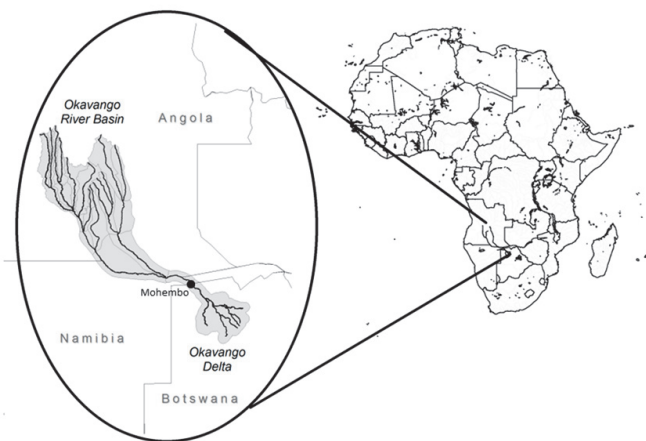 Okavango
River Basin
Angola
Mohembo
Namibia
Okavango
Delta
Botswana